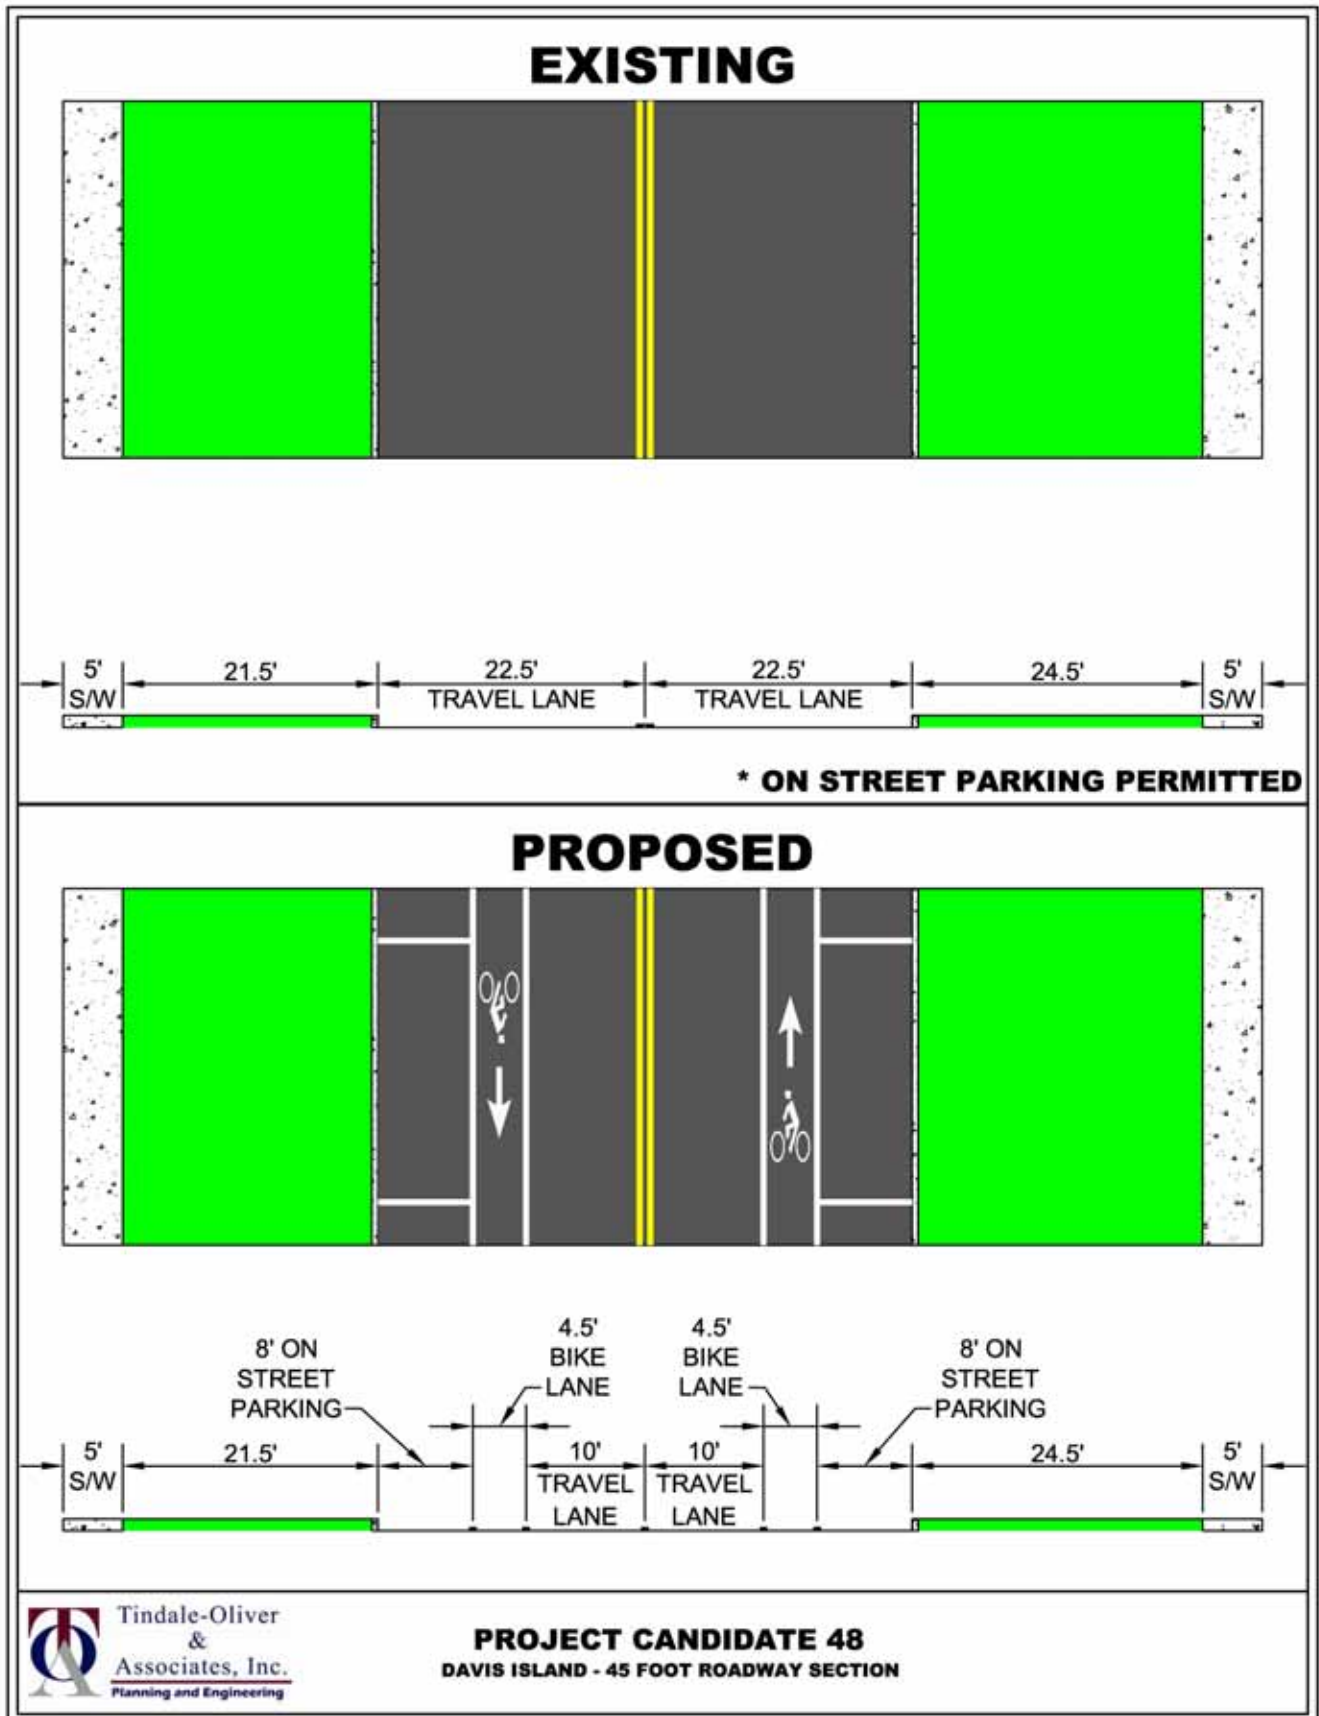 EXISTING
5' 21.5' 22.5' 22.5' 24.5' 5'
S/W TRAVEL LANE TRAVEL LANE S/W
* ON STREET PARKING PERMITTED
PROPOSED
8' ON
STREET
PARKING
4.5'
BIKE
LANE
4.5'
BIKE
LANE
8' ON
STREET
PARKING
5'
S/W
21.5'
10'
TRAVEL
LANE
10'
TRAVEL
LANE
24.5'
5'
S/W
TOA
Tindale-Oliver
&
Associates, Inc.
Planning and Engineering
PROJECT CANDIDATE 48
DAVIS ISLAND - 45 FOOT ROADWAY SECTION